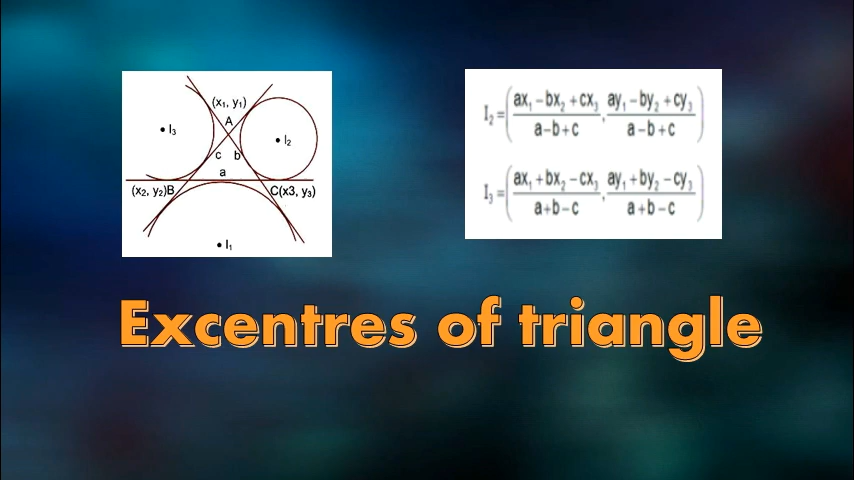 (x₁, y₁)
A
• I₃
• I₂
c b
a
(x₂, y₂)B
C(x3, y₃)
• I₁
I₂=(ax₁−bx₂+cx₃/a−b+c, ay₁−by₂+cy₃/a−b+c)
I₃=(ax₁+bx₂−cx₃/a+b−c, ay₁+by₂−cy₃/a+b−c)
Excentres of triangle